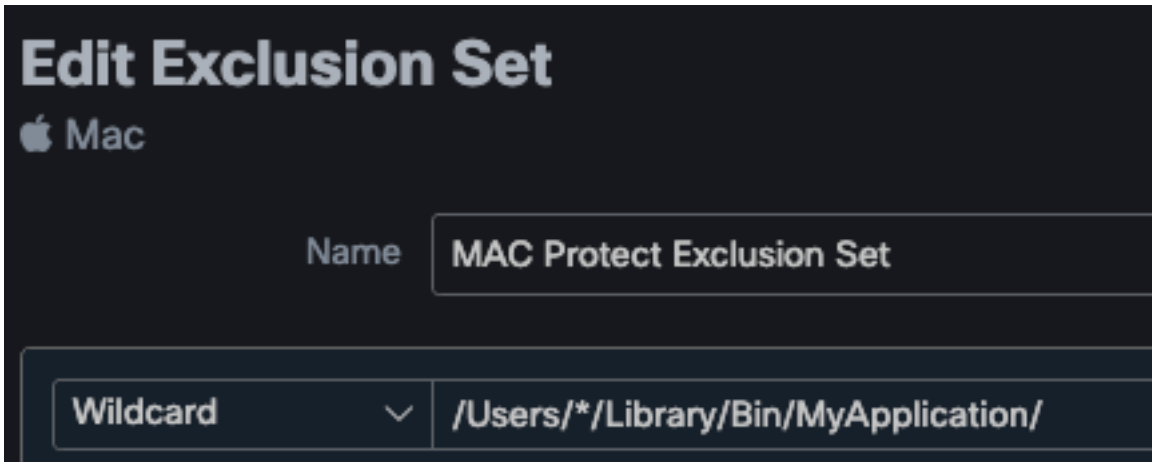 Edit Exclusion Set
Mac
Name MAC Protect Exclusion Set
Wildcard /Users/*/Library/Bin/MyApplication/